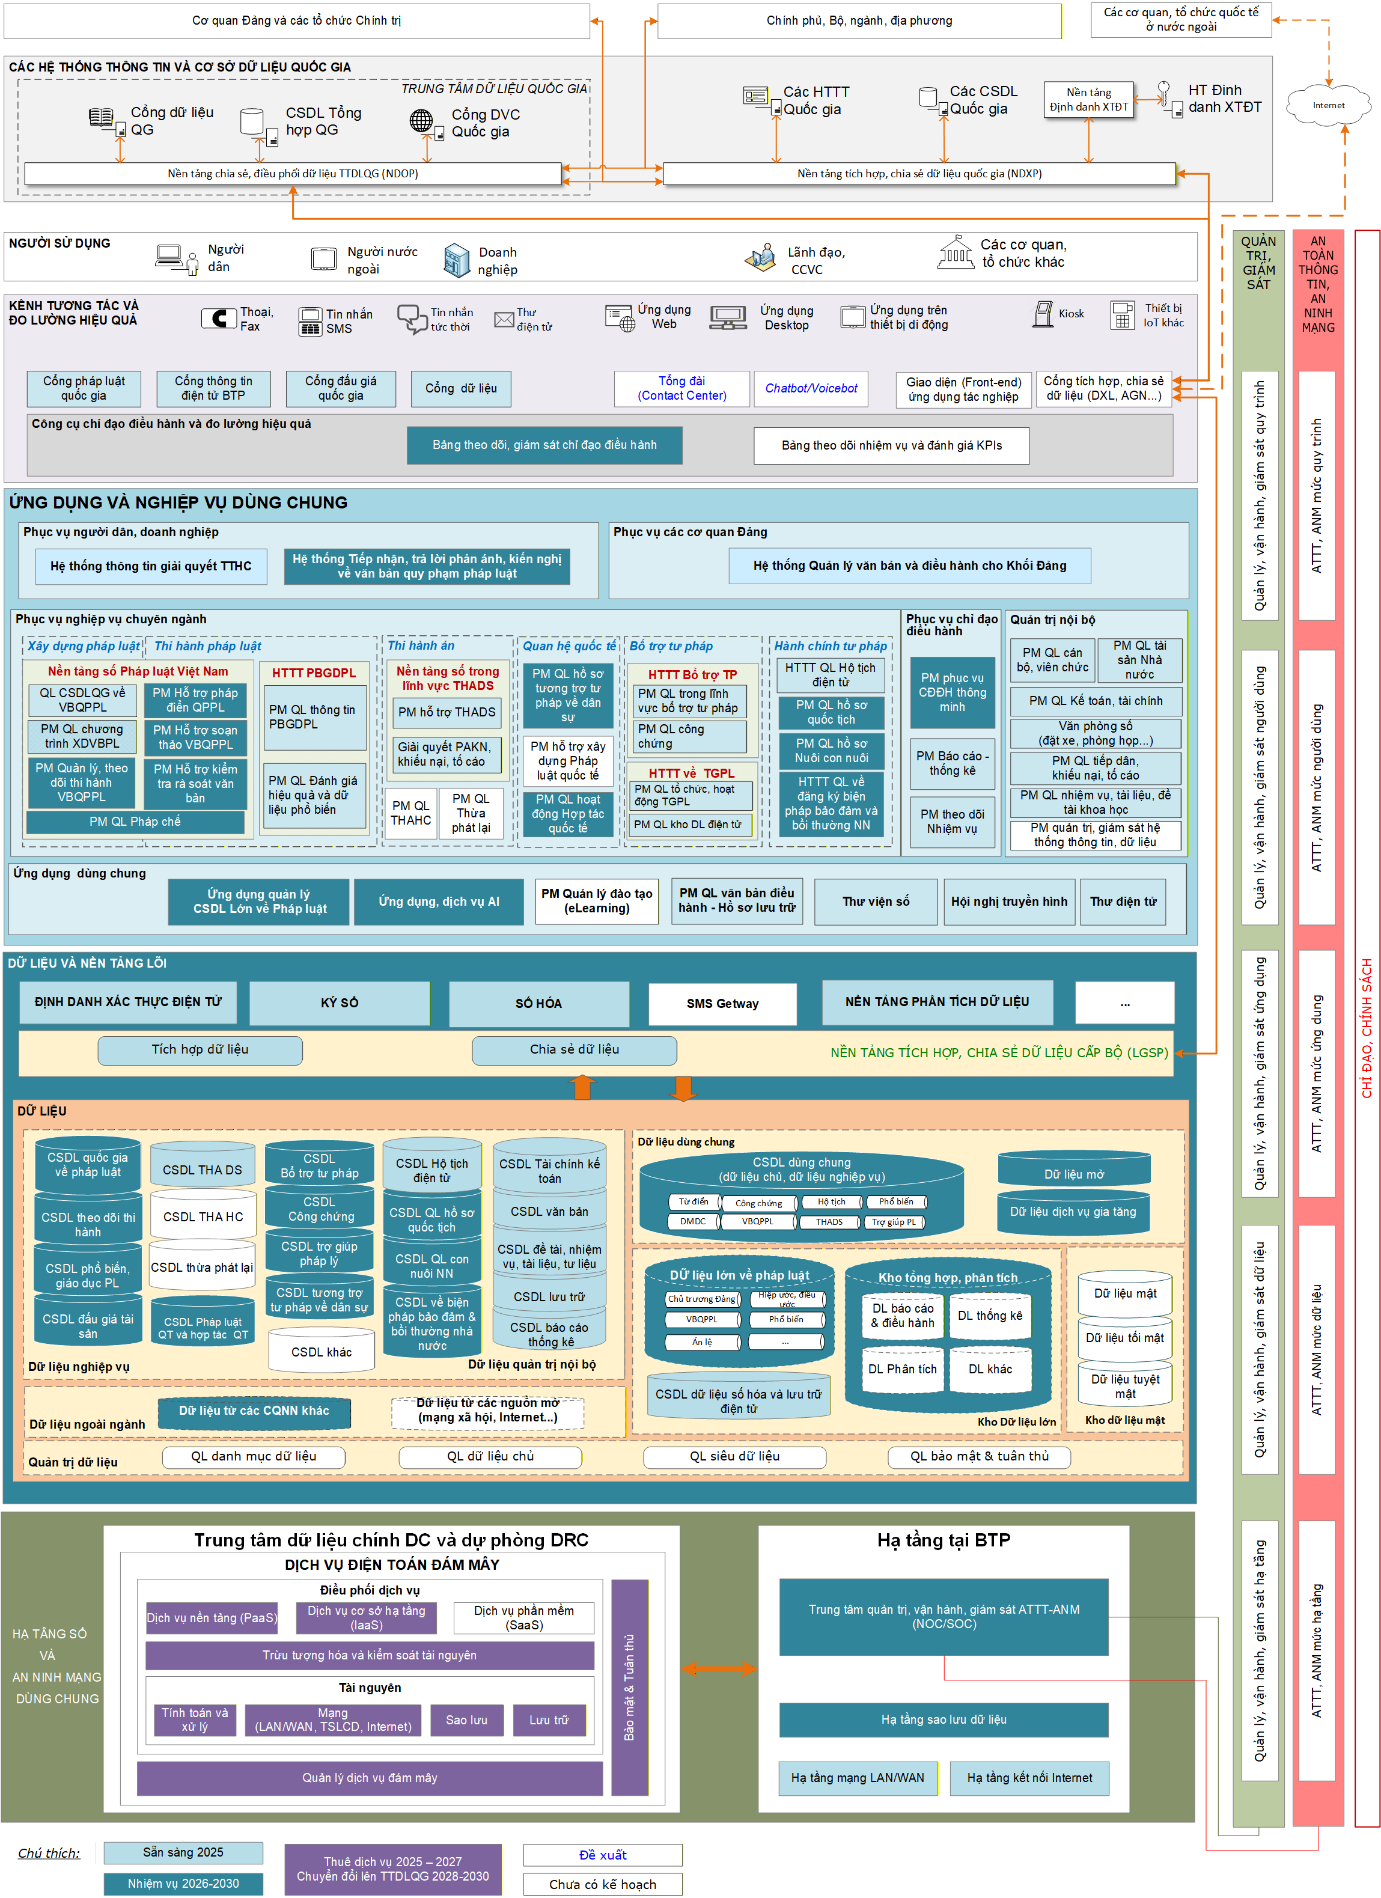 Cơ quan Đảng và các tổ chức Chính trị
Chính phủ, Bộ, ngành, địa phương
Các cơ quan, tổ chức quốc tế
ở nước ngoài
CÁC HỆ THỐNG THÔNG TIN VÀ CƠ SỞ DỮ LIỆU QUỐC GIA
TRUNG TÂM DỮ LIỆU QUỐC GIA
Cổng dữ liệu
QG
CSDL Tổng
hợp QG
Cổng DVC
Quốc gia
Các HTTT
Quốc gia
Các CSDL
Quốc gia
Nền tảng
Định danh XTĐT
HT Định
danh XTĐT
Internet
Nền tảng chia sẻ, điều phối dữ liệu TTDLQG (NDOP)
Nền tảng tích hợp, chia sẻ dữ liệu quốc gia (NDXP)
NGƯỜI SỬ DỤNG
Người
dân
Người nước
ngoài
Doanh
nghiệp
Lãnh đạo,
CCVC
Các cơ quan,
tổ chức khác
KÊNH TƯƠNG TÁC VÀ
ĐO LƯỜNG HIỆU QUẢ
Thoại,
Fax
Tin nhắn
SMS
Tin nhắn
tức thời
Thư
điện tử
Ứng dụng
Web
Ứng dụng
Desktop
Ứng dụng trên
thiết bị di động
Kiosk
Thiết bị
IoT khác
Cổng pháp luật
quốc gia
Cổng thông tin
điện tử BTP
Cổng đấu giá
quốc gia
Cổng dữ liệu
Tổng đài
(Contact Center)
Chatbot/Voicebot
Giao diện (Front-end)
ứng dụng tác nghiệp
Cổng tích hợp, chia sẻ
dữ liệu (DXL, AGN...)
Công cụ chỉ đạo điều hành và đo lường hiệu quả
Bảng theo dõi, giám sát chỉ đạo điều hành
Bảng theo dõi nhiệm vụ và đánh giá KPIs
ỨNG DỤNG VÀ NGHIỆP VỤ DÙNG CHUNG
Phục vụ người dân, doanh nghiệp
Hệ thống thông tin giải quyết TTHC
Hệ thống Tiếp nhận, trả lời phản ánh, kiến nghị
về văn bản quy phạm pháp luật
Phục vụ các cơ quan Đảng
Hệ thống Quản lý văn bản và điều hành cho Khối Đảng
Phục vụ nghiệp vụ chuyên ngành
Xây dựng pháp luật
Thi hành pháp luật
Nền tảng số Pháp luật Việt Nam
QL CSDLQG về
VBQPPL
PM Hỗ trợ pháp
điển QPPL
PM QL chương
trình XDVBPL
PM Hỗ trợ soạn
thảo VBQPPL
PM Quản lý, theo
dõi thi hành
VBQPPL
PM Hỗ trợ kiểm
tra rà soát văn
bản
PM QL Pháp chế
HTTT PBGDPL
PM QL thông tin
PBGDPL
PM QL Đánh giá
hiệu quả và dữ
liệu phổ biến
Thi hành án
Nền tảng số trong
lĩnh vực THADS
PM hỗ trợ THADS
Giải quyết PAKN,
khiếu nại, tố cáo
PM QL
THAHC
PM QL
Thừa
phát lại
Quan hệ quốc tế
PM QL hồ sơ
tương trợ tư
pháp về dân
sự
PM hỗ trợ xây
dựng Pháp
luật quốc tế
PM QL hoạt
động Hợp tác
quốc tế
Bổ trợ tư pháp
HTTT Bổ trợ TP
PM QL trong lĩnh
vực bổ trợ tư pháp
PM QL công
chứng
HTTT về TGPL
PM QL tổ chức, hoạt
động TGPL
PM QL kho DL điện tử
Hành chính tư pháp
HTTT QL Hộ tịch
điện tử
PM QL hồ sơ
quốc tịch
PM QL hồ sơ
Nuôi con nuôi
HTTT QL về
đăng ký biện
pháp bảo đảm và
bồi thường NN
Phục vụ chỉ đạo
điều hành
PM phục vụ
CĐĐH thông
minh
PM Báo cáo -
thống kê
PM theo dõi
Nhiệm vụ
Quản trị nội bộ
PM QL cán
bộ, viên chức
PM QL tài
sản Nhà
nước
PM QL Kế toán, tài chính
Văn phòng số
(đặt xe, phòng họp...)
PM QL tiếp dân,
khiếu nại, tố cáo
PM QL nhiệm vụ, tài liệu, đề
tài khoa học
PM quản trị, giám sát hệ
thống thông tin, dữ liệu
Ứng dụng dùng chung
Ứng dụng quản lý
CSDL Lớn về Pháp luật
Ứng dụng, dịch vụ AI
PM Quản lý đào tạo
(eLearning)
PM QL văn bản điều
hành - Hồ sơ lưu trữ
Thư viện số
Hội nghị truyền hình
Thư điện tử
DỮ LIỆU VÀ NỀN TẢNG LÕI
ĐỊNH DANH XÁC THỰC ĐIỆN TỬ
KÝ SỐ
SỐ HÓA
SMS Getway
NỀN TẢNG PHÂN TÍCH DỮ LIỆU
...
Tích hợp dữ liệu
Chia sẻ dữ liệu
NỀN TẢNG TÍCH HỢP, CHIA SẺ DỮ LIỆU CẤP BỘ (LGSP)
DỮ LIỆU
CSDL quốc gia
về pháp luật
CSDL theo dõi thi
hành
CSDL phổ biến,
giáo dục PL
CSDL đấu giá tài
sản
CSDL THA DS
CSDL THA HC
CSDL thừa phát lại
CSDL Pháp luật
QT và hợp tác QT
CSDL
Bổ trợ tư pháp
CSDL
Công chứng
CSDL trợ giúp
pháp lý
CSDL tương trợ
tư pháp về dân sự
CSDL khác
CSDL Hộ tịch
điện tử
CSDL QL hồ sơ
quốc tịch
CSDL QL con
nuôi NN
CSDL về biện
pháp bảo đảm &
bồi thường nhà
nước
CSDL Tài chính kế
toán
CSDL văn bản
CSDL đề tài, nhiệm
vụ, tài liệu, tư liệu
CSDL lưu trữ
CSDL báo cáo
thống kê
Dữ liệu nghiệp vụ
Dữ liệu quản trị nội bộ
Dữ liệu dùng chung
CSDL dùng chung
(dữ liệu chủ, dữ liệu nghiệp vụ)
Từ điển
Công chứng
Hộ tịch
Phổ biến
DMDC
VBQPPL
THADS
Trợ giúp PL
Dữ liệu mở
Dữ liệu dịch vụ gia tăng
Dữ liệu lớn về pháp luật
Chủ trương Đảng
Hiệp ước, điều
ước
VBQPPL
Phổ biến
Án lệ
...
CSDL dữ liệu số hóa và lưu trữ
điện tử
Kho tổng hợp, phân tích
DL báo cáo
& điều hành
DL thống kê
DL Phân tích
DL khác
Kho Dữ liệu lớn
Dữ liệu mật
Dữ liệu tối mật
Dữ liệu tuyệt
mật
Kho dữ liệu mật
Dữ liệu ngoài ngành
Dữ liệu từ các CQNN khác
Dữ liệu từ các nguồn mở
(mạng xã hội, Internet...)
Quản trị dữ liệu
QL danh mục dữ liệu
QL dữ liệu chủ
QL siêu dữ liệu
QL bảo mật & tuân thủ
HẠ TẦNG SỐ
VÀ
AN NINH MẠNG
DÙNG CHUNG
Trung tâm dữ liệu chính DC và dự phòng DRC
DỊCH VỤ ĐIỆN TOÁN ĐÁM MÂY
Điều phối dịch vụ
Dịch vụ nền tảng (PaaS)
Dịch vụ cơ sở hạ tầng
(IaaS)
Dịch vụ phần mềm
(SaaS)
Trừu tượng hóa và kiểm soát tài nguyên
Tài nguyên
Tính toán và
xử lý
Mạng
(LAN/WAN, TSLCD, Internet)
Sao lưu
Lưu trữ
Quản lý dịch vụ đám mây
Bảo mật & Tuân thủ
Hạ tầng tại BTP
Trung tâm quản trị, vận hành, giám sát ATTT-ANM
(NOC/SOC)
Hạ tầng sao lưu dữ liệu
Hạ tầng mạng LAN/WAN
Hạ tầng kết nối Internet
QUẢN
TRỊ,
GIÁM
SÁT
Quản lý, vận hành, giám sát quy trình
Quản lý, vận hành, giám sát người dùng
Quản lý, vận hành, giám sát ứng dụng
Quản lý, vận hành, giám sát dữ liệu
Quản lý, vận hành, giám sát hạ tầng
AN
TOÀN
THÔNG
TIN,
AN
NINH
MẠNG
ATTT, ANM mức quy trình
ATTT, ANM mức người dùng
ATTT, ANM mức ứng dung
ATTT, ANM mức dữ liệu
ATTT, ANM mức hạ tầng
CHỈ ĐẠO, CHÍNH SÁCH
Chú thích:
Sẵn sàng 2025
Nhiệm vụ 2026-2030
Thuê dịch vụ 2025 – 2027
Chuyển đổi lên TTDLQG 2028-2030
Đề xuất
Chưa có kế hoạch